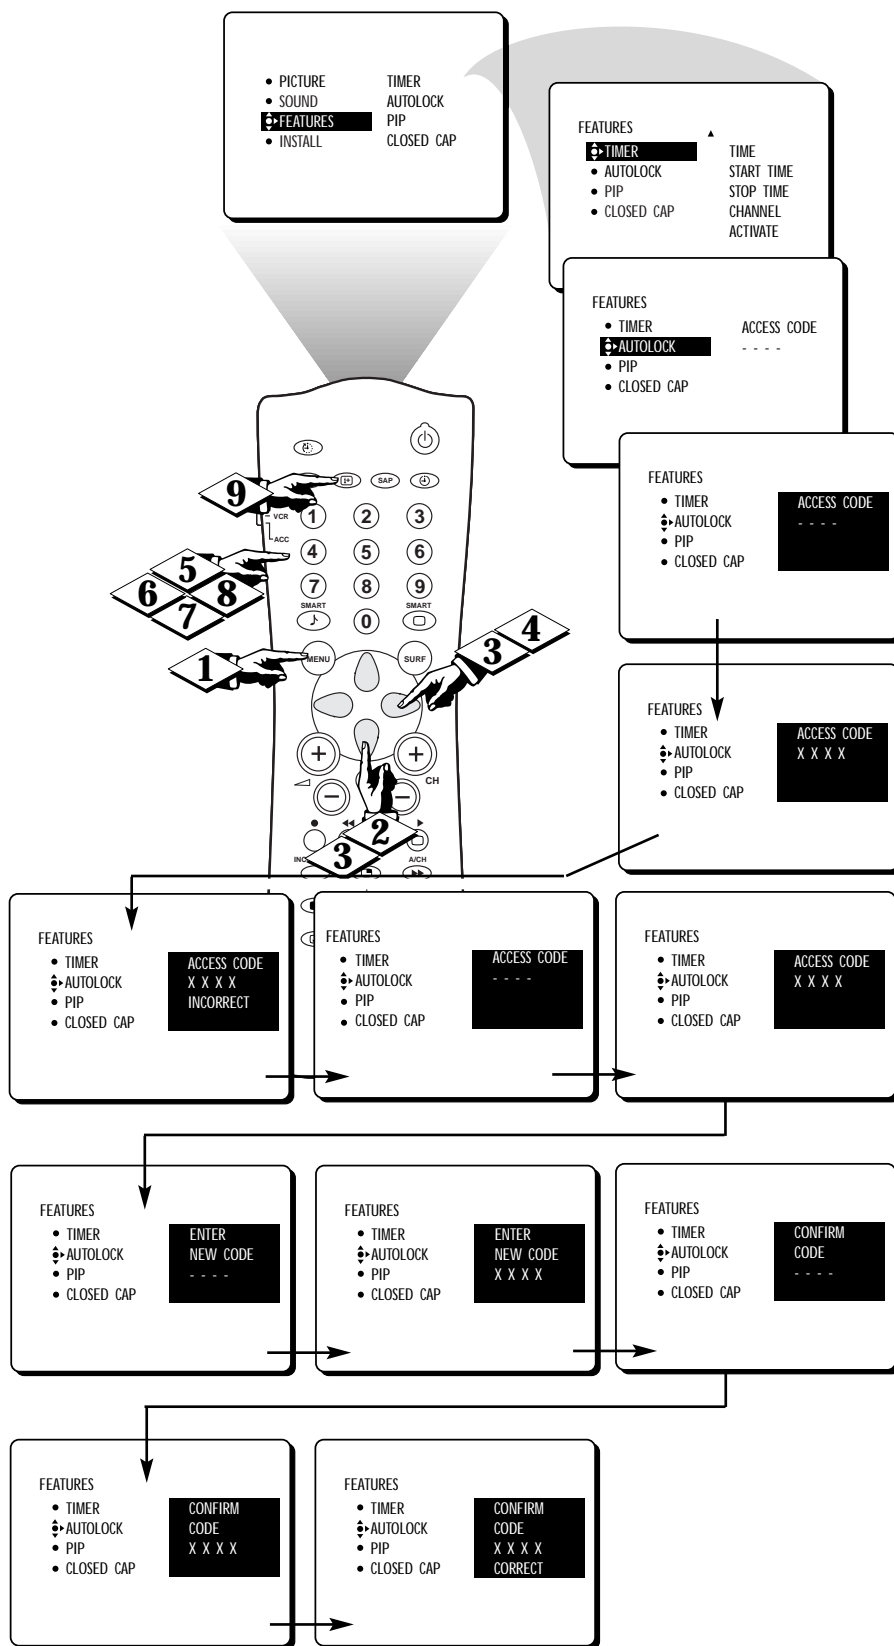 PICTURE TIMER
SOUND AUTOLOCK
FEATURES PIP
INSTALL CLOSED CAP
FEATURES
TIMER TIME
AUTOLOCK START TIME
PIP STOP TIME
CLOSED CAP CHANNEL
ACTIVATE
FEATURES
TIMER ACCESS CODE
AUTOLOCK - - - -
PIP
CLOSED CAP
FEATURES
TIMER ACCESS CODE
AUTOLOCK - - - -
PIP
CLOSED CAP
SAP
9
VCR 1 2 3
ACC
4 5 6
5
6 8
7
7 8 9
SMART SMART
0
4
3
1
MENU SURF
CH
2
3
A/CH
FEATURES
TIMER ACCESS CODE
AUTOLOCK X X X X
PIP
CLOSED CAP
FEATURES
TIMER ACCESS CODE
AUTOLOCK X X X X
PIP INCORRECT
CLOSED CAP
FEATURES
TIMER ACCESS CODE
AUTOLOCK - - - -
PIP
CLOSED CAP
FEATURES
TIMER ACCESS CODE
AUTOLOCK X X X X
PIP
CLOSED CAP
FEATURES
TIMER ENTER
AUTOLOCK NEW CODE
PIP - - - -
CLOSED CAP
FEATURES
TIMER ENTER
AUTOLOCK NEW CODE
PIP X X X X
CLOSED CAP
FEATURES
TIMER CONFIRM
AUTOLOCK CODE
PIP - - - -
CLOSED CAP
FEATURES
TIMER CONFIRM
AUTOLOCK CODE
PIP X X X X
CLOSED CAP
FEATURES
TIMER CONFIRM
AUTOLOCK CODE
PIP X X X X
CLOSED CAP CORRECT